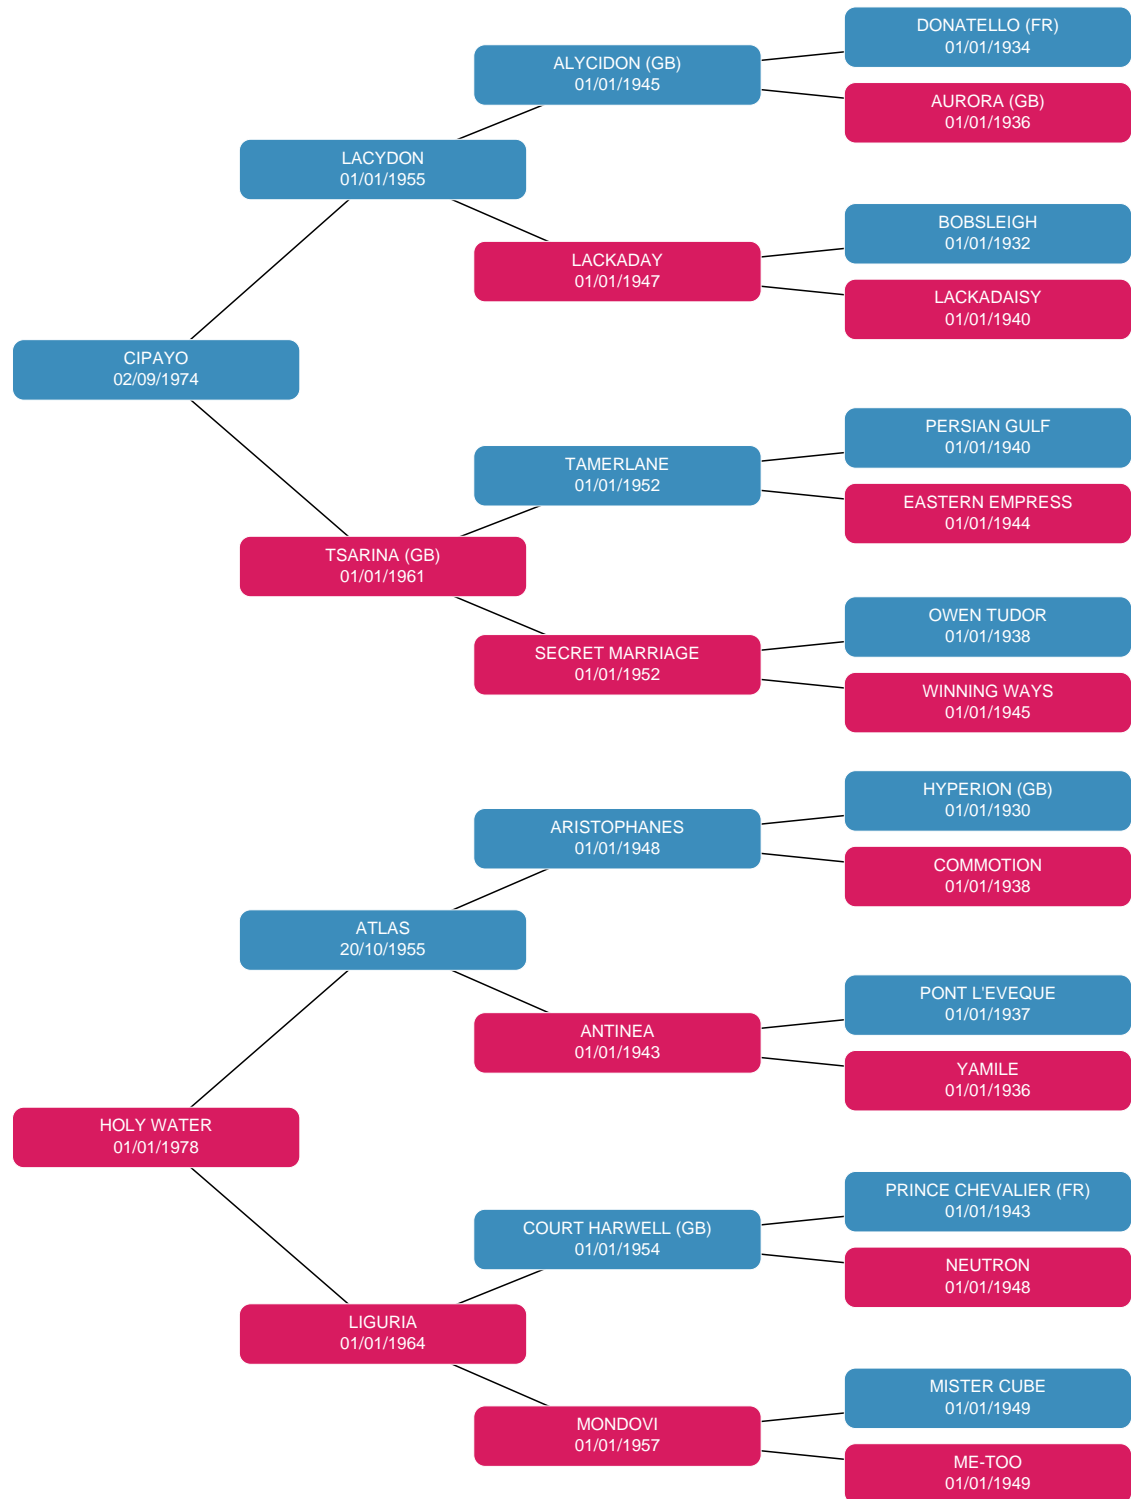 DONATELLO (FR)
01/01/1934
ALYCIDON (GB)
01/01/1945
AURORA (GB)
01/01/1936
LACYDON
01/01/1955
BOBSLEIGH
01/01/1932
LACKADAY
01/01/1947
LACKADAISY
01/01/1940
CIPAYO
02/09/1974
PERSIAN GULF
01/01/1940
TAMERLANE
01/01/1952
EASTERN EMPRESS
01/01/1944
TSARINA (GB)
01/01/1961
OWEN TUDOR
01/01/1938
SECRET MARRIAGE
01/01/1952
WINNING WAYS
01/01/1945
HYPERION (GB)
01/01/1930
ARISTOPHANES
01/01/1948
COMMOTION
01/01/1938
ATLAS
20/10/1955
PONT L'EVEQUE
01/01/1937
ANTINEA
01/01/1943
YAMILE
01/01/1936
HOLY WATER
01/01/1978
PRINCE CHEVALIER (FR)
01/01/1943
COURT HARWELL (GB)
01/01/1954
NEUTRON
01/01/1948
LIGURIA
01/01/1964
MISTER CUBE
01/01/1949
MONDOVI
01/01/1957
ME-TOO
01/01/1949